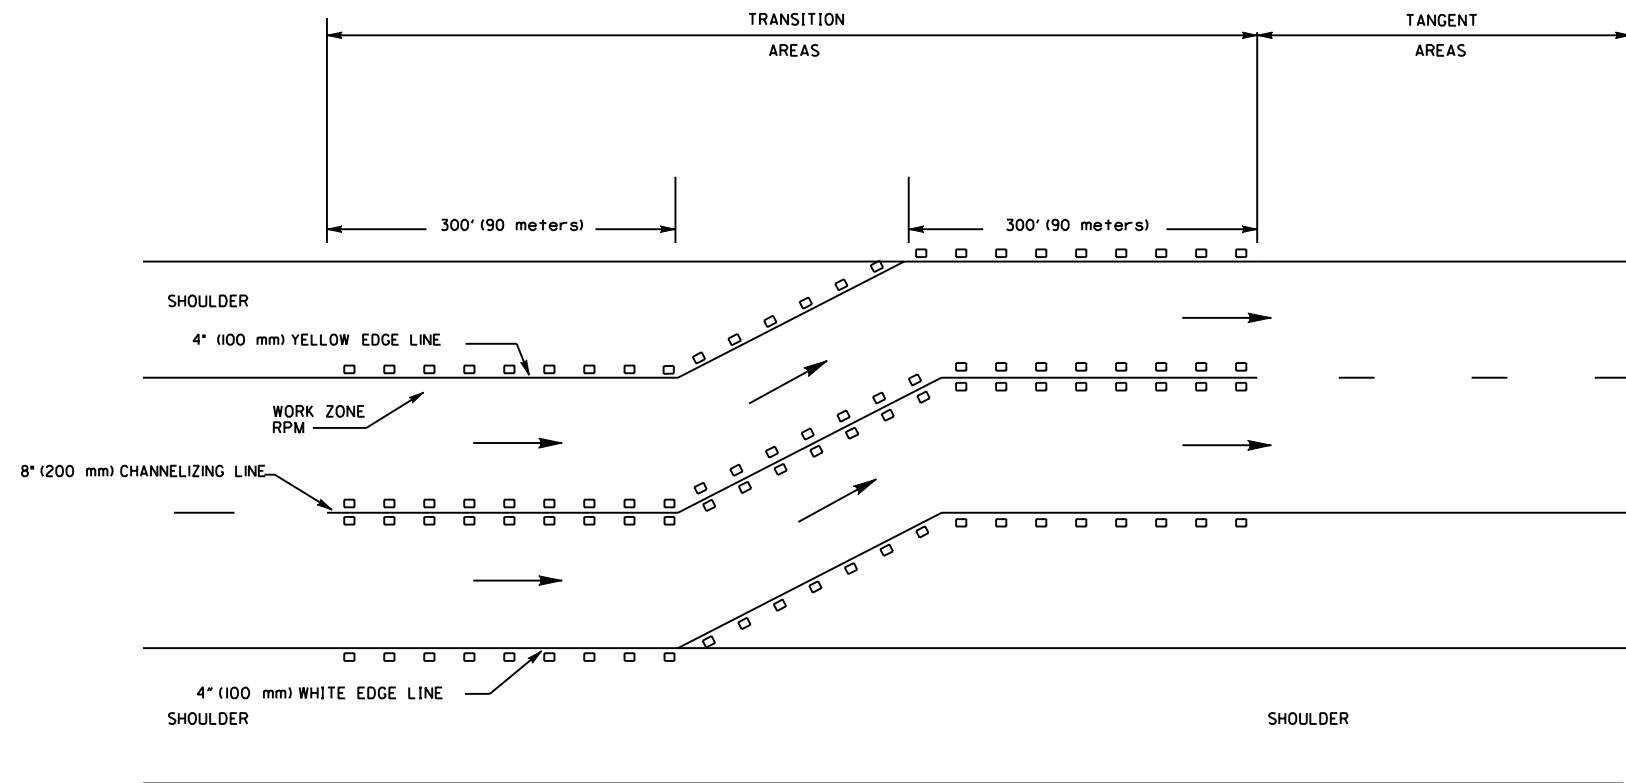 TRANSITION
AREAS
TANGENT
AREAS
300' (90 meters)
300' (90 meters)
SHOULDER
4" (100 mm) YELLOW EDGE LINE
WORK ZONE
RPM
8" (200 mm) CHANNELIZING LINE
4" (100 mm) WHITE EDGE LINE
SHOULDER
SHOULDER